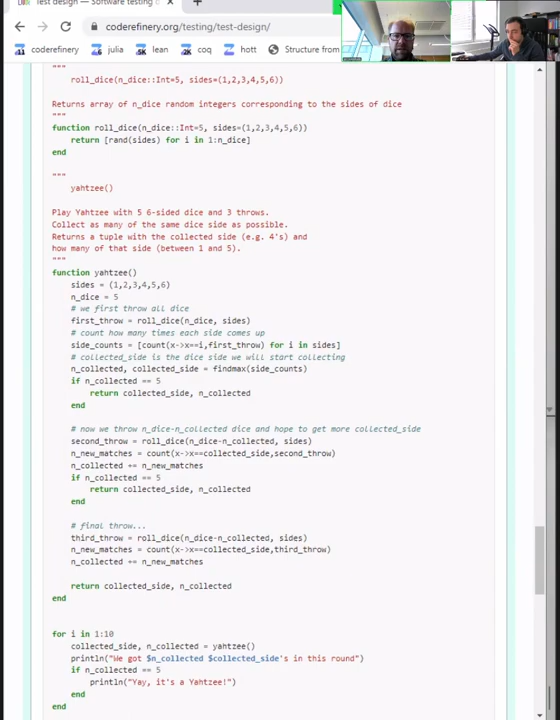 Test design — Software testing
coderefinery.org/testing/test-design/
coderefinery julia lean coq hott Structure from
"""
roll_dice(n_dice::Int=5, sides=(1,2,3,4,5,6))
Returns array of n_dice random integers corresponding to the sides of dice
"""
function roll_dice(n_dice::Int=5, sides=(1,2,3,4,5,6))
return [rand(sides) for i in 1:n_dice]
end
"""
yahtzee()
Play Yahtzee with 5 6-sided dice and 3 throws.
Collect as many of the same dice side as possible.
Returns a tuple with the collected side (e.g. 4's) and
how many of that side (between 1 and 5).
"""
function yahtzee()
sides = (1,2,3,4,5,6)
n_dice = 5
# we first throw all dice
first_throw = roll_dice(n_dice, sides)
# count how many times each side comes up
side_counts = [count(x->x==i,first_throw) for i in sides]
# collected_side is the dice side we will start collecting
n_collected, collected_side = findmax(side_counts)
if n_collected == 5
return collected_side, n_collected
end
# now we throw n_dice-n_collected dice and hope to get more collected_side
second_throw = roll_dice(n_dice-n_collected, sides)
n_new_matches = count(x->x==collected_side,second_throw)
n_collected += n_new_matches
if n_collected == 5
return collected_side, n_collected
end
# final throw...
third_throw = roll_dice(n_dice-n_collected, sides)
n_new_matches = count(x->x==collected_side,third_throw)
n_collected += n_new_matches
return collected_side, n_collected
end
for i in 1:10
collected_side, n_collected = yahtzee()
println("We got $n_collected $collected_side's in this round")
if n_collected == 5
println("Yay, it's a Yahtzee!")
end
end